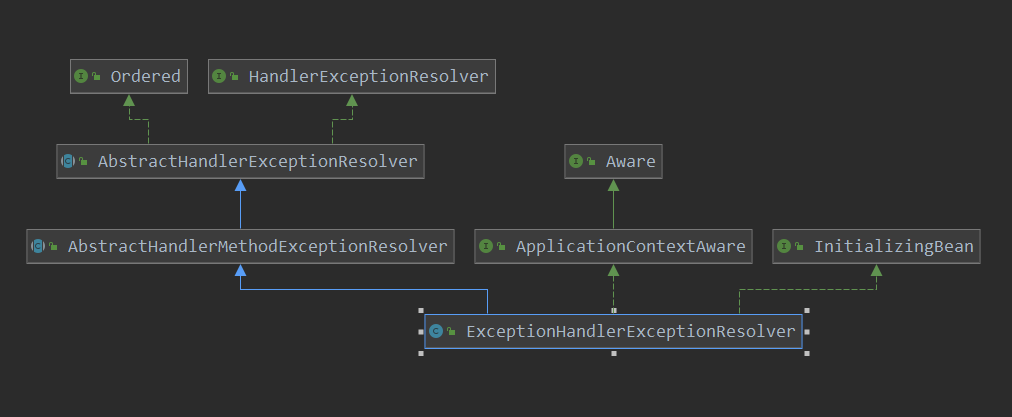 Ordered
HandlerExceptionResolver
AbstractHandlerExceptionResolver
Aware
AbstractHandlerMethodExceptionResolver
ApplicationContextAware
InitializingBean
ExceptionHandlerExceptionResolver